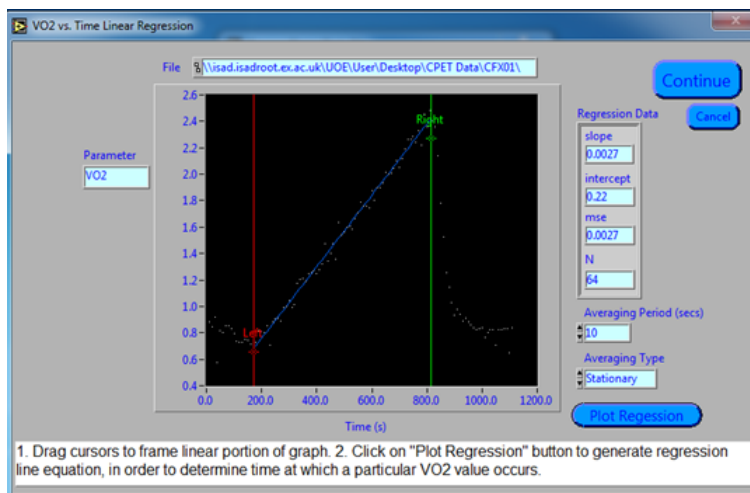 VO2 vs. Time Linear Regression
File \\isad.isadroot.ex.ac.uk\UOE\User\Desktop\CPET Data\CFX01\
Continue
Cancel
Parameter
VO2
2.6
2.4
2.2
2.0
1.8
1.6
1.4
1.2
1.0
0.8
0.6
0.4
Left
Right
0.0 200.0 400.0 600.0 800.0 1000.0 1200.0
Time (s)
Regression Data
slope
0.0027
intercept
0.22
mse
0.0027
N
64
Averaging Period (secs)
10
Averaging Type
Stationary
Plot Regession
1. Drag cursors to frame linear portion of graph. 2. Click on "Plot Regression" button to generate regression
line equation, in order to determine time at which a particular VO2 value occurs.